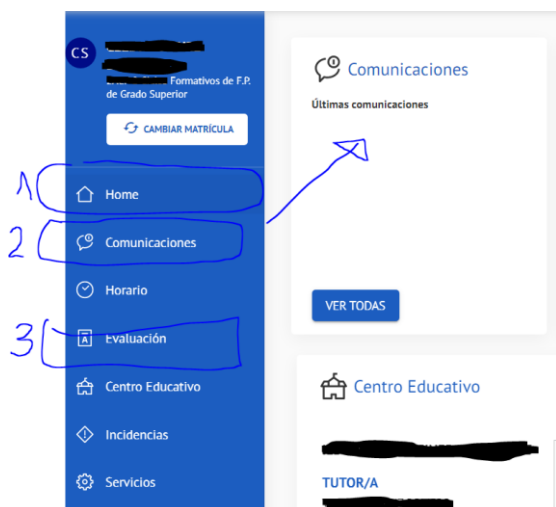 CS
Formativos de F.P.
de Grado Superior
CAMBIAR MATRÍCULA
1
Home
2
Comunicaciones
Horario
3
Evaluación
Centro Educativo
Incidencias
Servicios
Comunicaciones
Últimas comunicaciones
VER TODAS
Centro Educativo
TUTOR/A